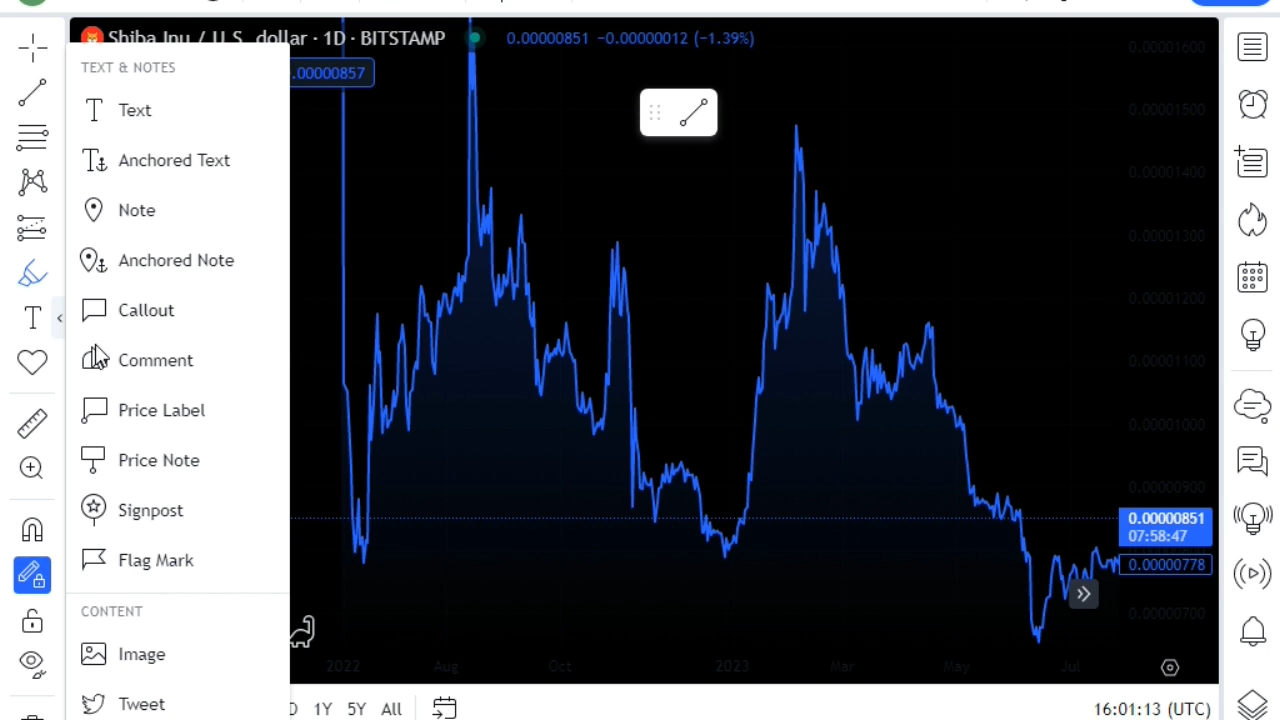 Shiba Inu / U.S. dollar · 1D · BITSTAMP
0.00000851 −0.00000012 (−1.39%)
.00000857
TEXT & NOTES
Text
Anchored Text
Note
Anchored Note
Callout
Comment
Price Label
Price Note
Signpost
Flag Mark
CONTENT
Image
Tweet
0.00001600
0.00001500
0.00001400
0.00001300
0.00001200
0.00001100
0.00001000
0.00000900
0.00000851
07:58:47
0.00000778
0.00000700
2022 Aug Oct 2023 Mar May Jul
D 1Y 5Y All
16:01:13 (UTC)